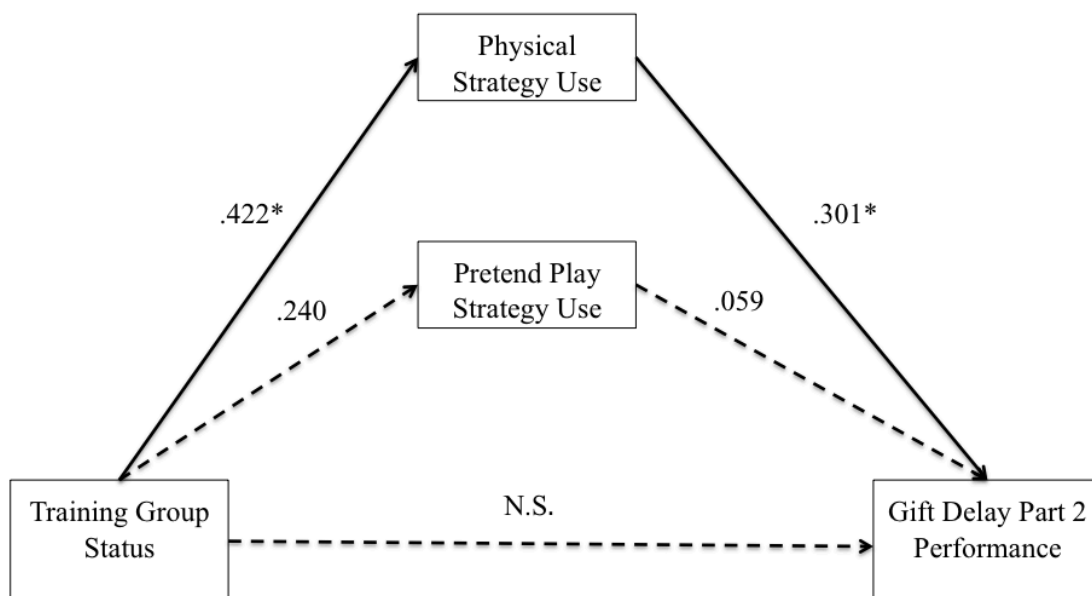 Physical
Strategy Use
.422*
.301*
Pretend Play
Strategy Use
.240
.059
Training Group
Status
N.S.
Gift Delay Part 2
Performance